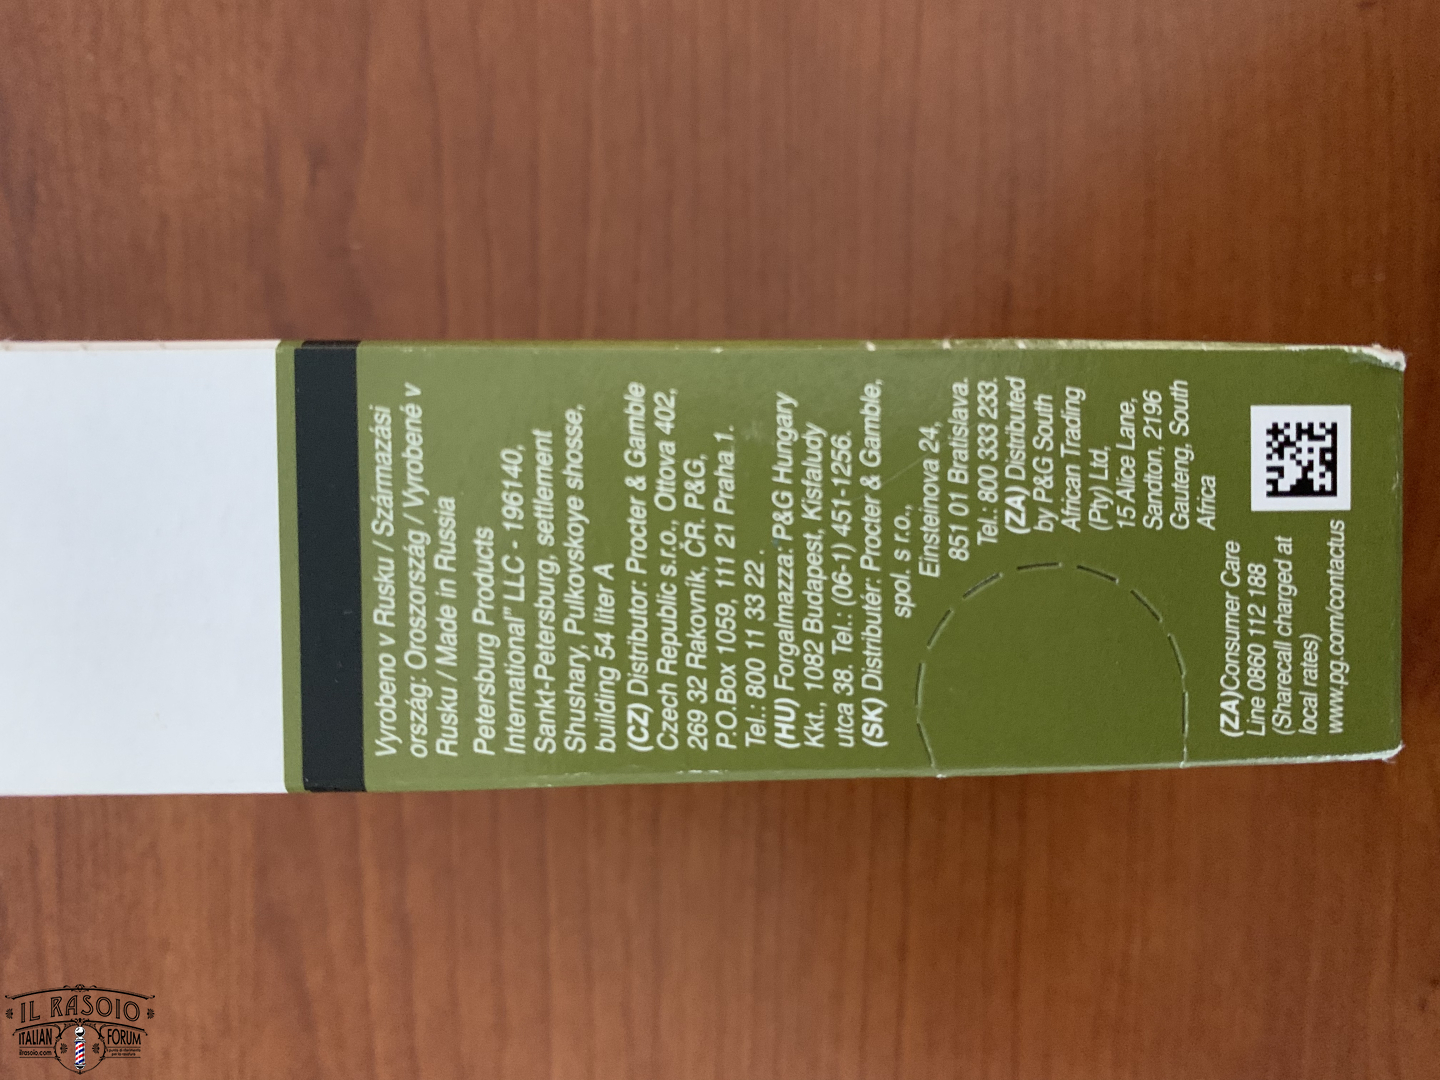 Vyrobeno v Rusku / Származási
ország: Oroszország / Vyrobené v
Rusku / Made in Russia
Petersburg Products
International" LLC - 196140,
Sankt-Petersburg, settlement
Shushary, Pulkovskoye shosse,
building 54 liter A
(CZ) Distributor: Procter & Gamble
Czech Republic s.r.o., Ottova 402,
269 32 Rakovník, ČR. P&G,
P.O.Box 1059, 111 21 Praha 1.
Tel.: 800 11 33 22 .
(HU) Forgalmazza: P&G Hungary
Kkt., 1082 Budapest, Kisfaludy
utca 38. Tel.: (06-1) 451-1256.
(SK) Distribútér: Procter & Gamble,
spol. s r.o.,
Einsteinova 24,
851 01 Bratislava.
Tel.: 800 333 233.
(ZA) Distributed
by P&G South
African Trading
(Pty) Ltd,
15 Alice Lane,
Sandton, 2196
Gauteng, South
Africa
(ZA)Consumer Care
Line 0860 112 188
(Sharecall charged at
local rates)
www.pg.com/contactus
IL RASOIO
ITALIAN FORUM
ilrasoio.com